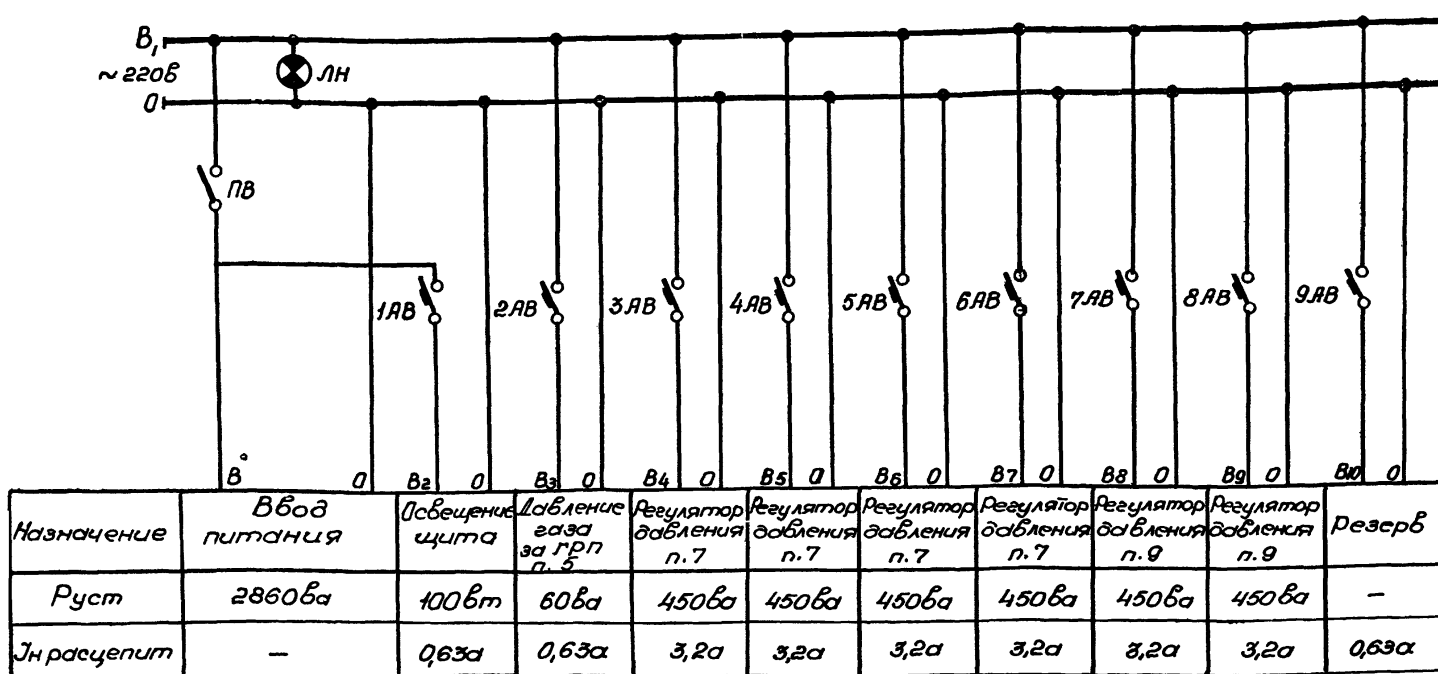 В1
~220в
ЛН
0
ПВ
1АВ
2АВ
3АВ
4АВ
5АВ
6АВ
7АВ
8АВ
9АВ
В 0 В2 0 В3 0 В4 0 В5 0 В6 0 В7 0 В8 0 В9 0 В10 0
Назначение
Ввод
питания
Освещение
щита
Давление
газа
за грп
п. 5
Регулятор
давления
п.7
Регулятор
давления
п.7
Регулятор
давления
п.7
Регулятор
давления
п.7
Регулятор
давления
п.9
Регулятор
давления
п.9
Резерв
Руст 2860ва 100вт 60ва 450ва 450ва 450ва 450ва 450ва 450ва –
Iн расцепит – 0,63а 0,63а 3,2а 3,2а 3,2а 3,2а 3,2а 3,2а 0,63а